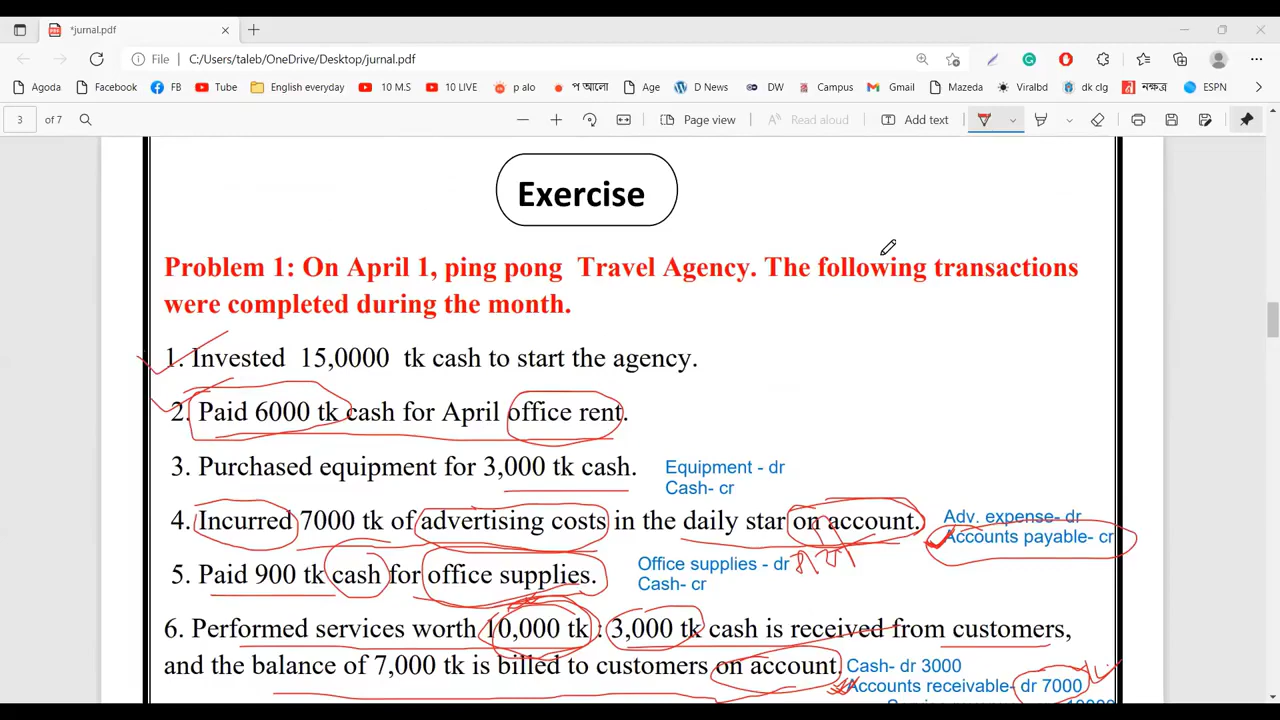 *jurnal.pdf
File C:/Users/taleb/OneDrive/Desktop/jurnal.pdf
Agoda Facebook FB Tube English everyday 10 M.S 10 LIVE p alo প আলো Age D News DW Campus Gmail Mazeda Viralbd dk clg নক্ষত্র ESPN
3 of 7 Page view Read aloud Add text
Exercise
Problem 1: On April 1, ping pong Travel Agency. The following transactions
were completed during the month.
1. Invested 15,0000 tk cash to start the agency.
2. Paid 6000 tk cash for April office rent.
3. Purchased equipment for 3,000 tk cash.
Equipment - dr
Cash- cr
4. Incurred 7000 tk of advertising costs in the daily star on account.
Adv. expense- dr
Accounts payable- cr
5. Paid 900 tk cash for office supplies.
Office supplies - dr
Cash- cr
6. Performed services worth 10,000 tk : 3,000 tk cash is received from customers,
and the balance of 7,000 tk is billed to customers on account
Cash- dr 3000
Accounts receivable- dr 7000